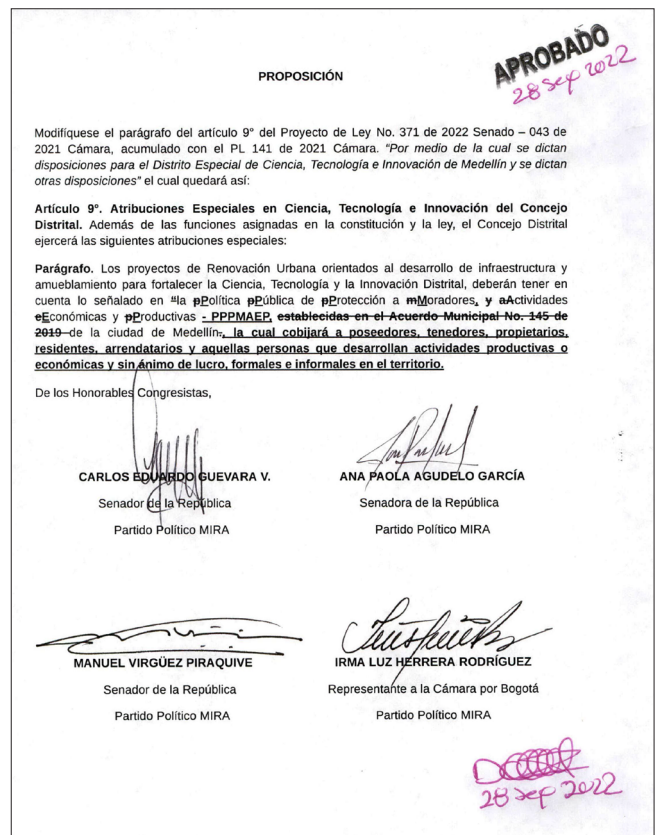 APROBADO
28 sep 2022
PROPOSICIÓN
Modifíquese el parágrafo del artículo 9° del Proyecto de Ley No. 371 de 2022 Senado – 043 de
2021 Cámara, acumulado con el PL 141 de 2021 Cámara. “Por medio de la cual se dictan
disposiciones para el Distrito Especial de Ciencia, Tecnología e Innovación de Medellín y se dictan
otras disposiciones” el cual quedará así:
Artículo 9°. Atribuciones Especiales en Ciencia, Tecnología e Innovación del Concejo
Distrital. Además de las funciones asignadas en la constitución y la ley, el Concejo Distrital
ejercerá las siguientes atribuciones especiales:
Parágrafo. Los proyectos de Renovación Urbana orientados al desarrollo de infraestructura y
amueblamiento para fortalecer la Ciencia, Tecnología y la Innovación Distrital, deberán tener en
cuenta lo señalado en “la pPolítica pPública de pProtección a mMoradores, y aActividades
eEconómicas y pProductivas - PPPMAEP, establecidas en el Acuerdo Municipal No. 145 de
2019 de la ciudad de Medellín., la cual cobijará a poseedores, tenedores, propietarios,
residentes, arrendatarios y aquellas personas que desarrollan actividades productivas o
económicas y sin ánimo de lucro, formales e informales en el territorio.
De los Honorables Congresistas,
CARLOS EDUARDO GUEVARA V. ANA PAOLA AGUDELO GARCÍA
Senador de la República Senadora de la República
Partido Político MIRA Partido Político MIRA
MANUEL VIRGÜEZ PIRAQUIVE IRMA LUZ HERRERA RODRÍGUEZ
Senador de la República Representante a la Cámara por Bogotá
Partido Político MIRA Partido Político MIRA
28 sep 2022